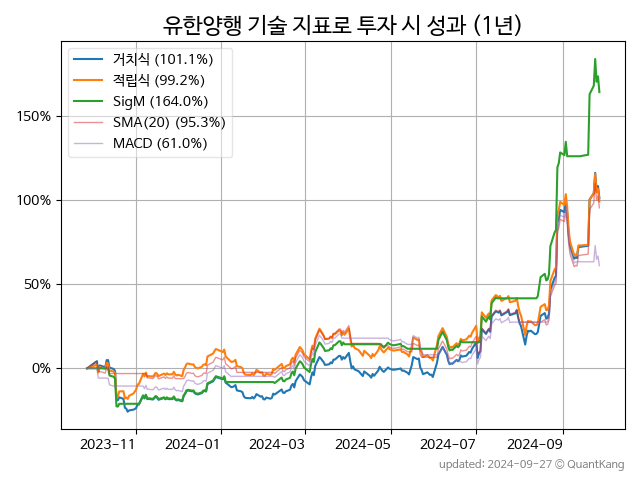 유한양행 기술 지표로 투자 시 성과 (1년)
거치식 (101.1%)
적립식 (99.2%)
SigM (164.0%)
SMA(20) (95.3%)
MACD (61.0%)
150%
100%
50%
0%
2023-11 2024-01 2024-03 2024-05 2024-07 2024-09
updated: 2024-09-27 © QuantKang